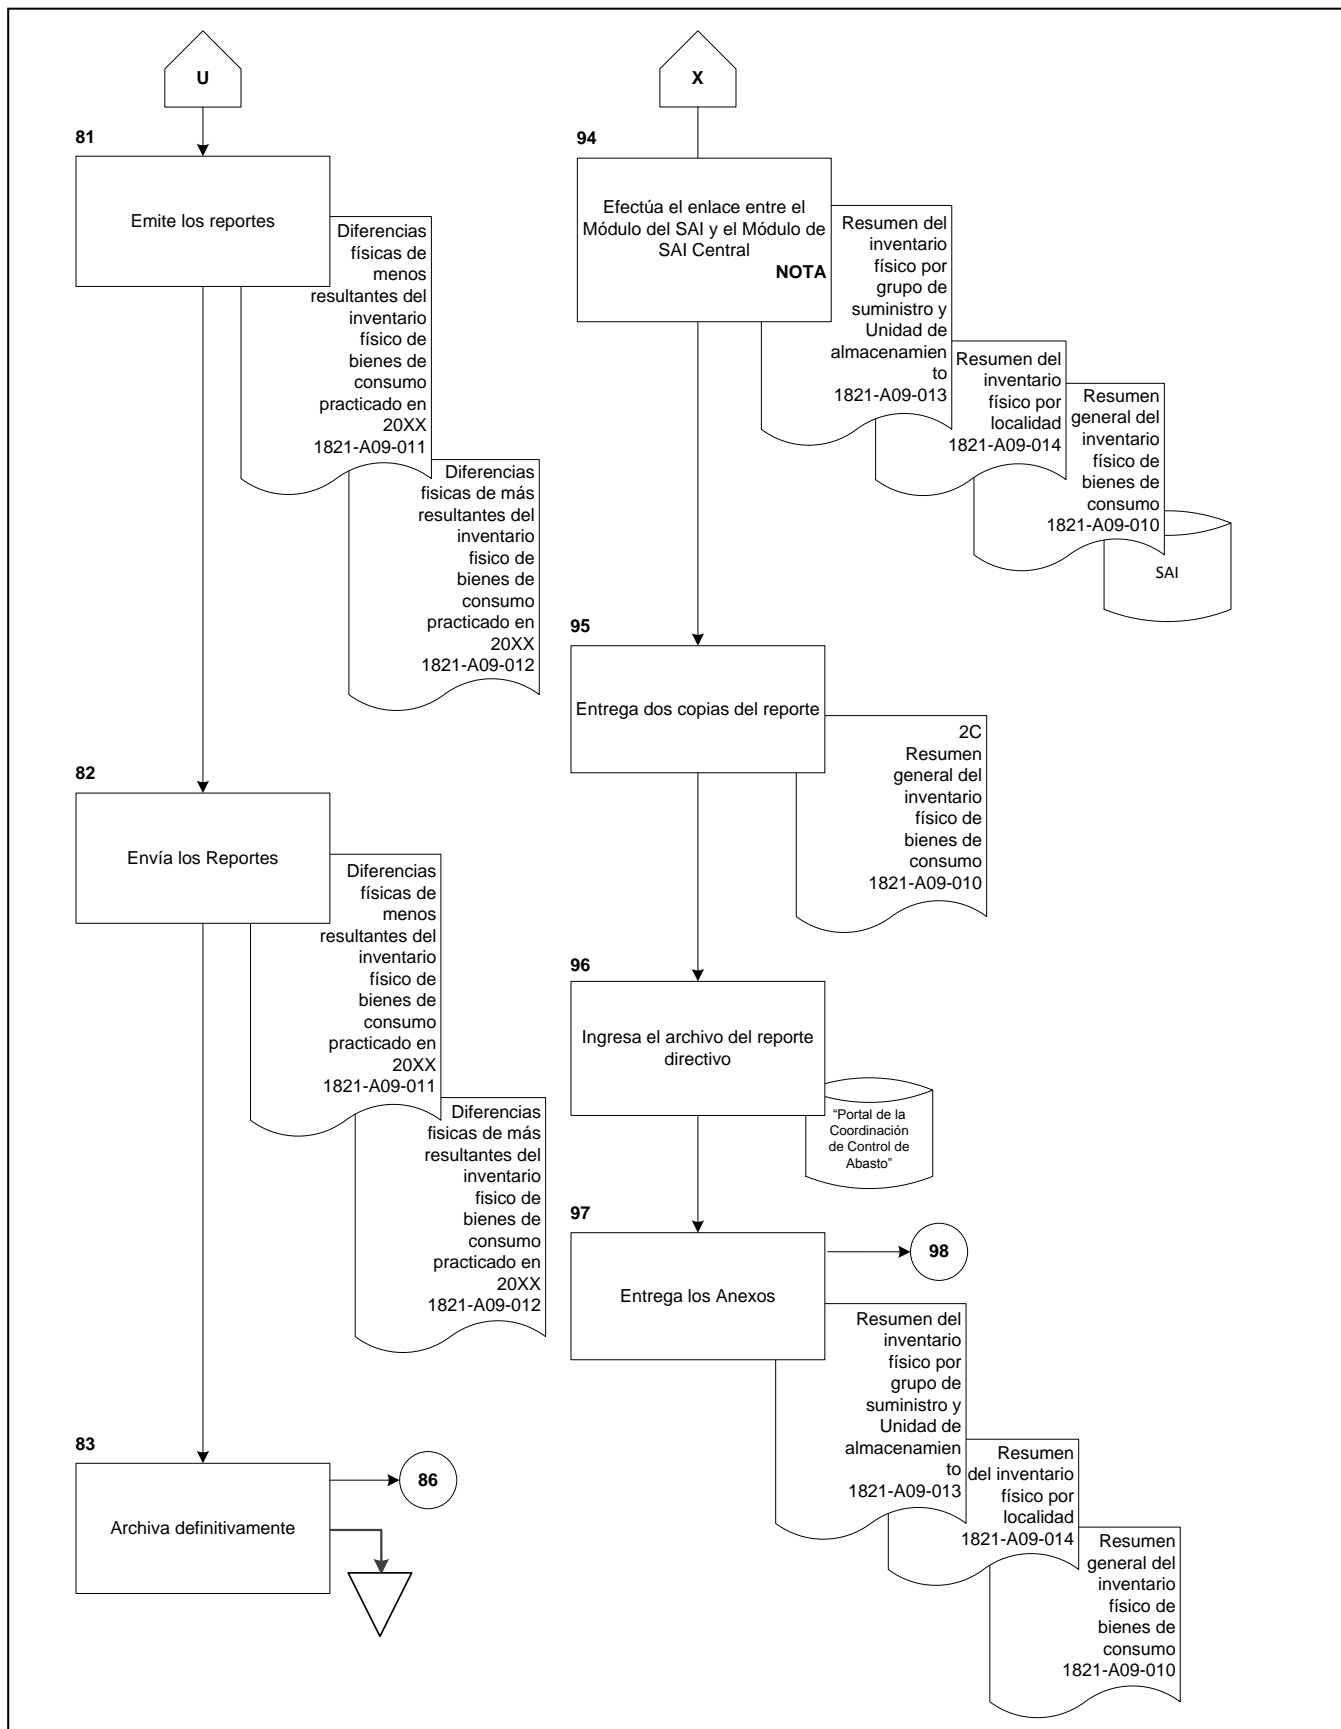 U
81
Emite los reportes
Diferencias
físicas de
menos
resultantes del
inventario
físico de
bienes de
consumo
practicado en
20XX
1821-A09-011
Diferencias
fisicas de más
resultantes del
inventario
fisico de
bienes de
consumo
practicado en
20XX
1821-A09-012
82
Envía los Reportes
Diferencias
físicas de
menos
resultantes del
inventario
físico de
bienes de
consumo
practicado en
20XX
1821-A09-011
Diferencias
fisicas de más
resultantes del
inventario
fisico de
bienes de
consumo
practicado en
20XX
1821-A09-012
83
Archiva definitivamente
86
X
94
Efectúa el enlace entre el
Módulo del SAI y el Módulo de
SAI Central
NOTA
Resumen del
inventario
físico por
grupo de
suministro y
Unidad de
almacenamien
to
1821-A09-013
Resumen del
inventario
físico por
localidad
1821-A09-014
Resumen
general del
inventario
físico de
bienes de
consumo
1821-A09-010
SAI
95
Entrega dos copias del reporte
2C
Resumen
general del
inventario
físico de
bienes de
consumo
1821-A09-010
96
Ingresa el archivo del reporte
directivo
“Portal de la
Coordinación
de Control de
Abasto”
97
Entrega los Anexos
98
Resumen del
inventario
físico por
grupo de
suministro y
Unidad de
almacenamien
to
1821-A09-013
Resumen
del inventario
físico por
localidad
1821-A09-014
Resumen
general del
inventario
físico de
bienes de
consumo
1821-A09-010